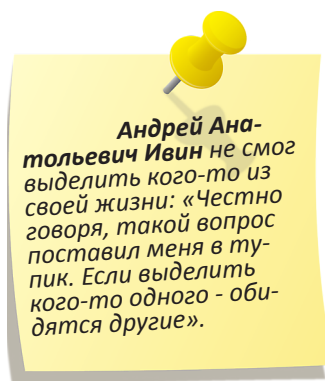 Андрей Ана-
тольевич Ивин не смог
выделить кого-то из
своей жизни: «Честно
говоря, такой вопрос
поставил меня в ту-
пик. Если выделить
кого-то одного - оби-
дятся другие».